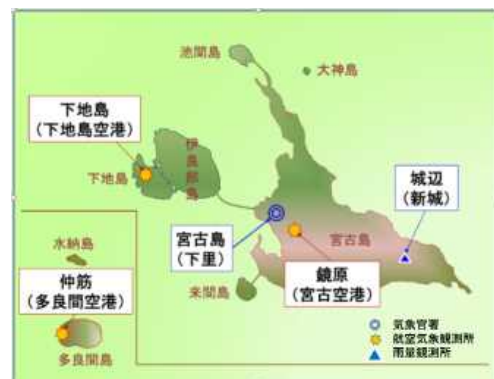 池間島
大神島
下地島
(下地島空港)
伊良部島
下地島
城辺
(新城)
水納島
宮古島
(下里)
宮古島
鏡原
(宮古空港)
仲筋
(多良間空港)
来間島
多良間島
気象官署
航空気象観測所
雨量観測所